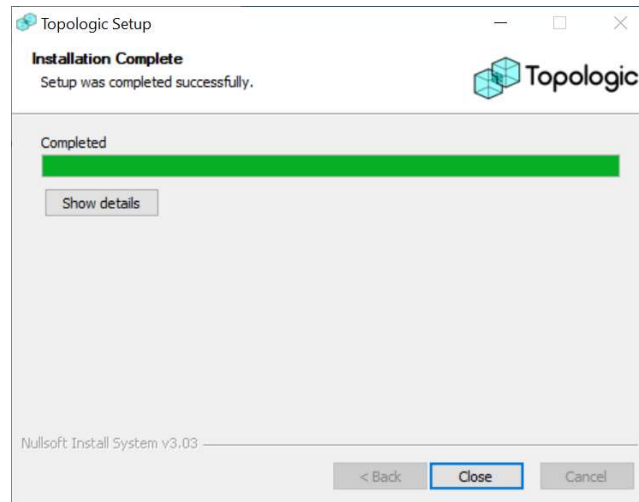 Topologic Setup
Installation Complete
Setup was completed successfully.
Topologic
Completed
Show details
Nullsoft Install System v3.03
< Back
Close
Cancel